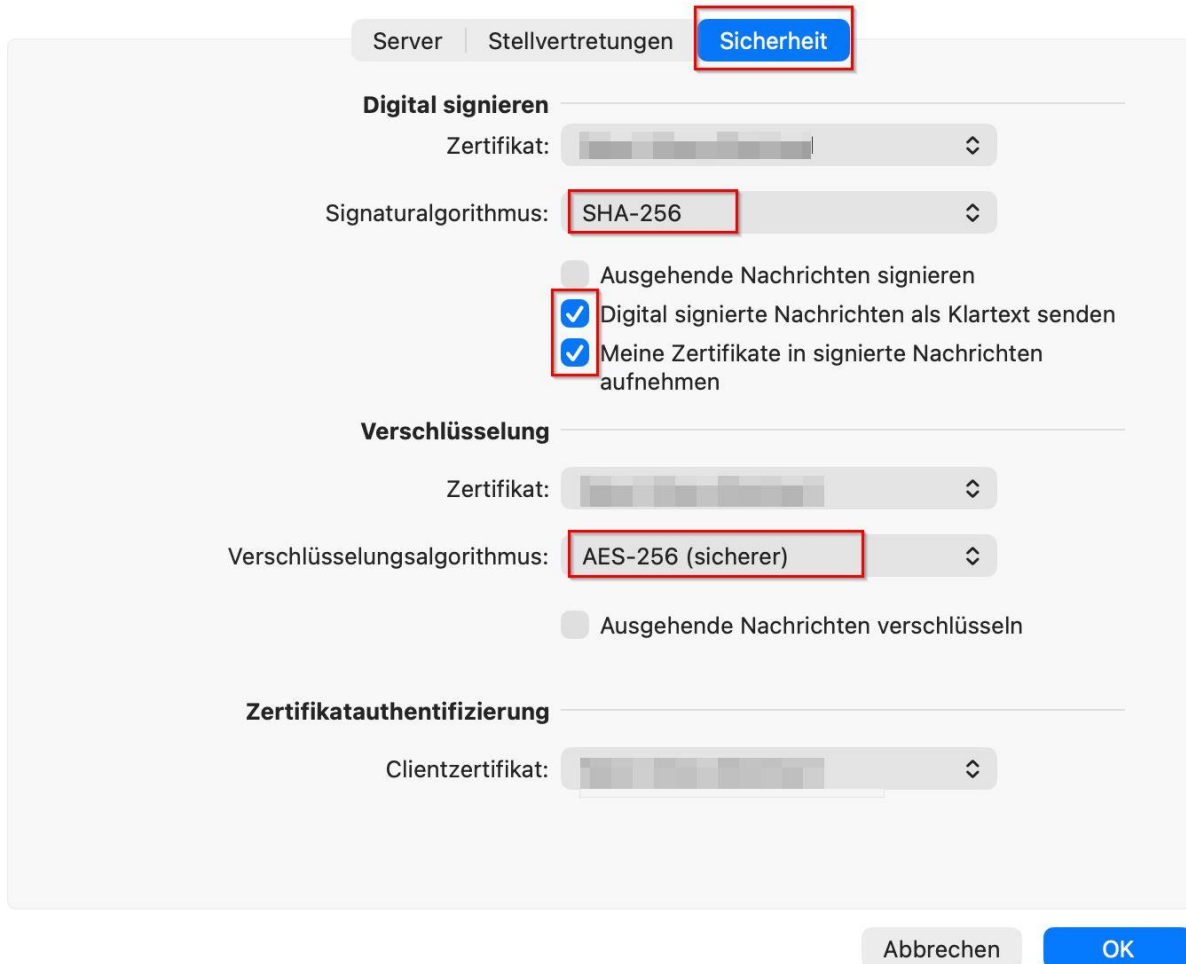 Server Stellvertretungen Sicherheit
Digital signieren
Zertifikat:
Signaturalgorithmus: SHA-256
Ausgehende Nachrichten signieren
Digital signierte Nachrichten als Klartext senden
Meine Zertifikate in signierte Nachrichten
aufnehmen
Verschlüsselung
Zertifikat:
Verschlüsselungsalgorithmus: AES-256 (sicherer)
Ausgehende Nachrichten verschlüsseln
Zertifikatauthentifizierung
Clientzertifikat:
Abbrechen OK